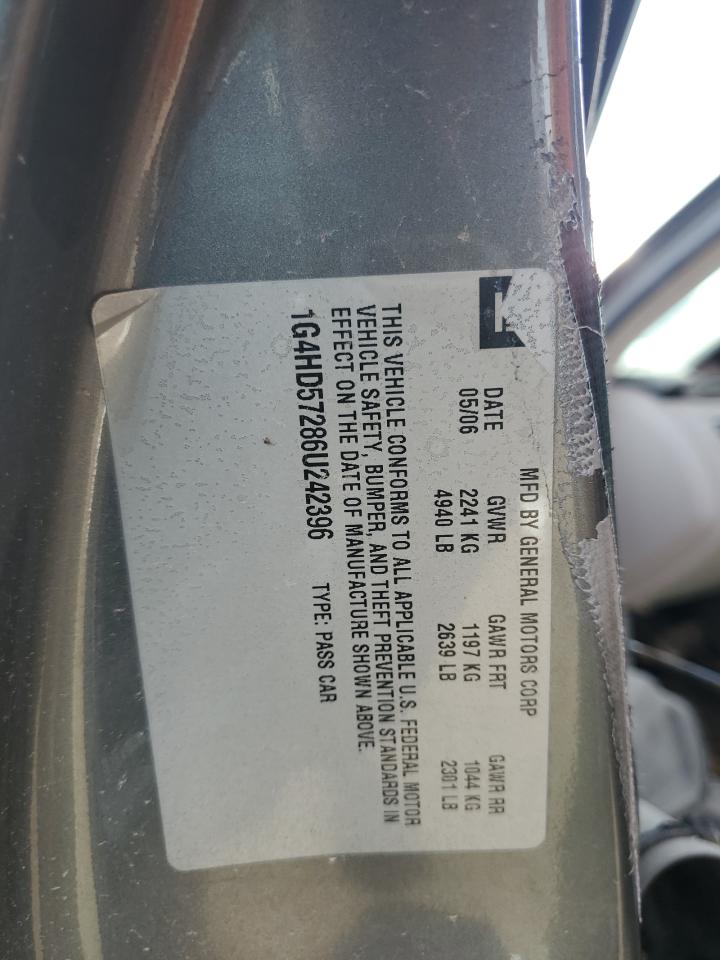 MFD BY GENERAL MOTORS CORP
DATE GVWR GAWR FRT GAWR RR
05/06 2241 KG 1197 KG 1044 KG
4940 LB 2639 LB 2301 LB
THIS VEHICLE CONFORMS TO ALL APPLICABLE U.S. FEDERAL MOTOR
VEHICLE SAFETY, BUMPER, AND THEFT PREVENTION STANDARDS IN
EFFECT ON THE DATE OF MANUFACTURE SHOWN ABOVE.
1G4HD57286U242396 TYPE: PASS CAR